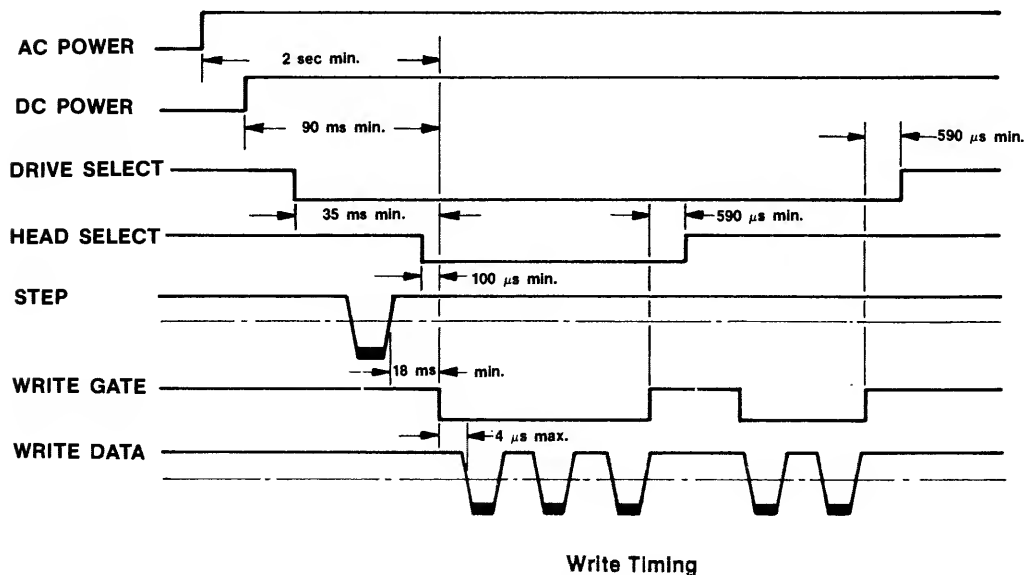 AC POWER
2 sec min.
DC POWER
90 ms min.
590 μs min.
DRIVE SELECT
35 ms min.
590 μs min.
HEAD SELECT
100 μs min.
STEP
18 ms min.
WRITE GATE
4 μs max.
WRITE DATA
Write Timing